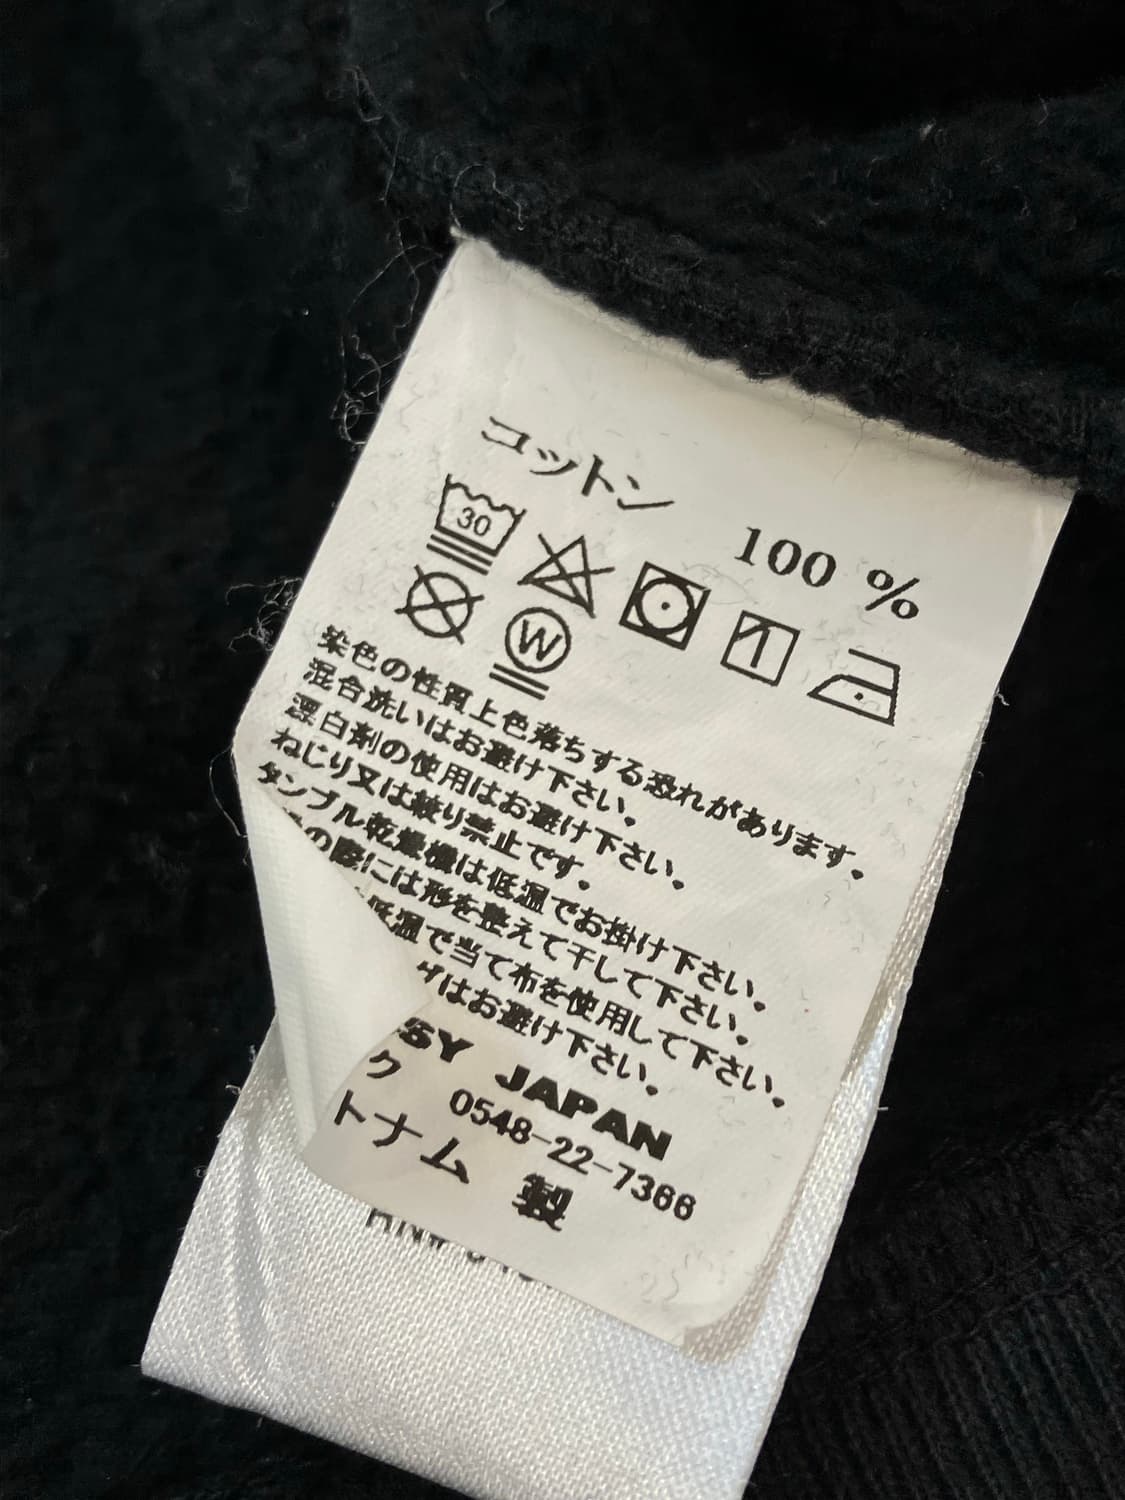 コットン 100 %
30
W
染色の性質上色落ちする恐れがあります。
混合洗いはお避け下さい。
漂白剤の使用はお避け下さい。
ねじり又は絞り禁止です。
タンブル乾燥機は低温でお掛け下さい。
の際には形を整えて干して下さい。
低温で当て布を使用して下さい。
グはお避け下さい。
SY JAPAN
ク 0548-22-7366
トナム 製